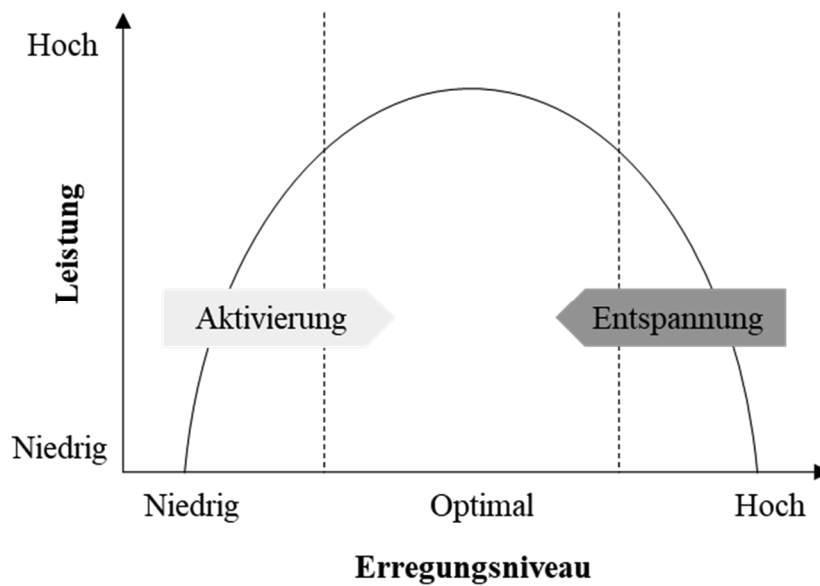 Hoch
Leistung
Aktivierung
Entspannung
Niedrig
Niedrig
Optimal
Hoch
Erregungsniveau